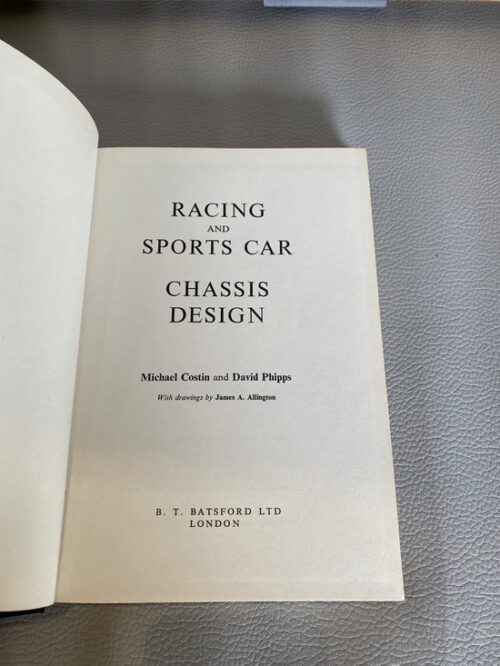 RACING
AND
SPORTS CAR
CHASSIS
DESIGN
Michael Costin and David Phipps
With drawings by James A. Allington
B. T. BATSFORD LTD
LONDON